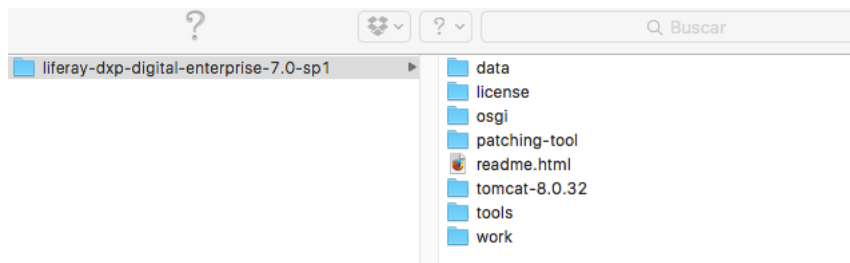 ? ? Buscar
liferay-dxp-digital-enterprise-7.0-sp1
data
license
osgi
patching-tool
readme.html
tomcat-8.0.32
tools
work